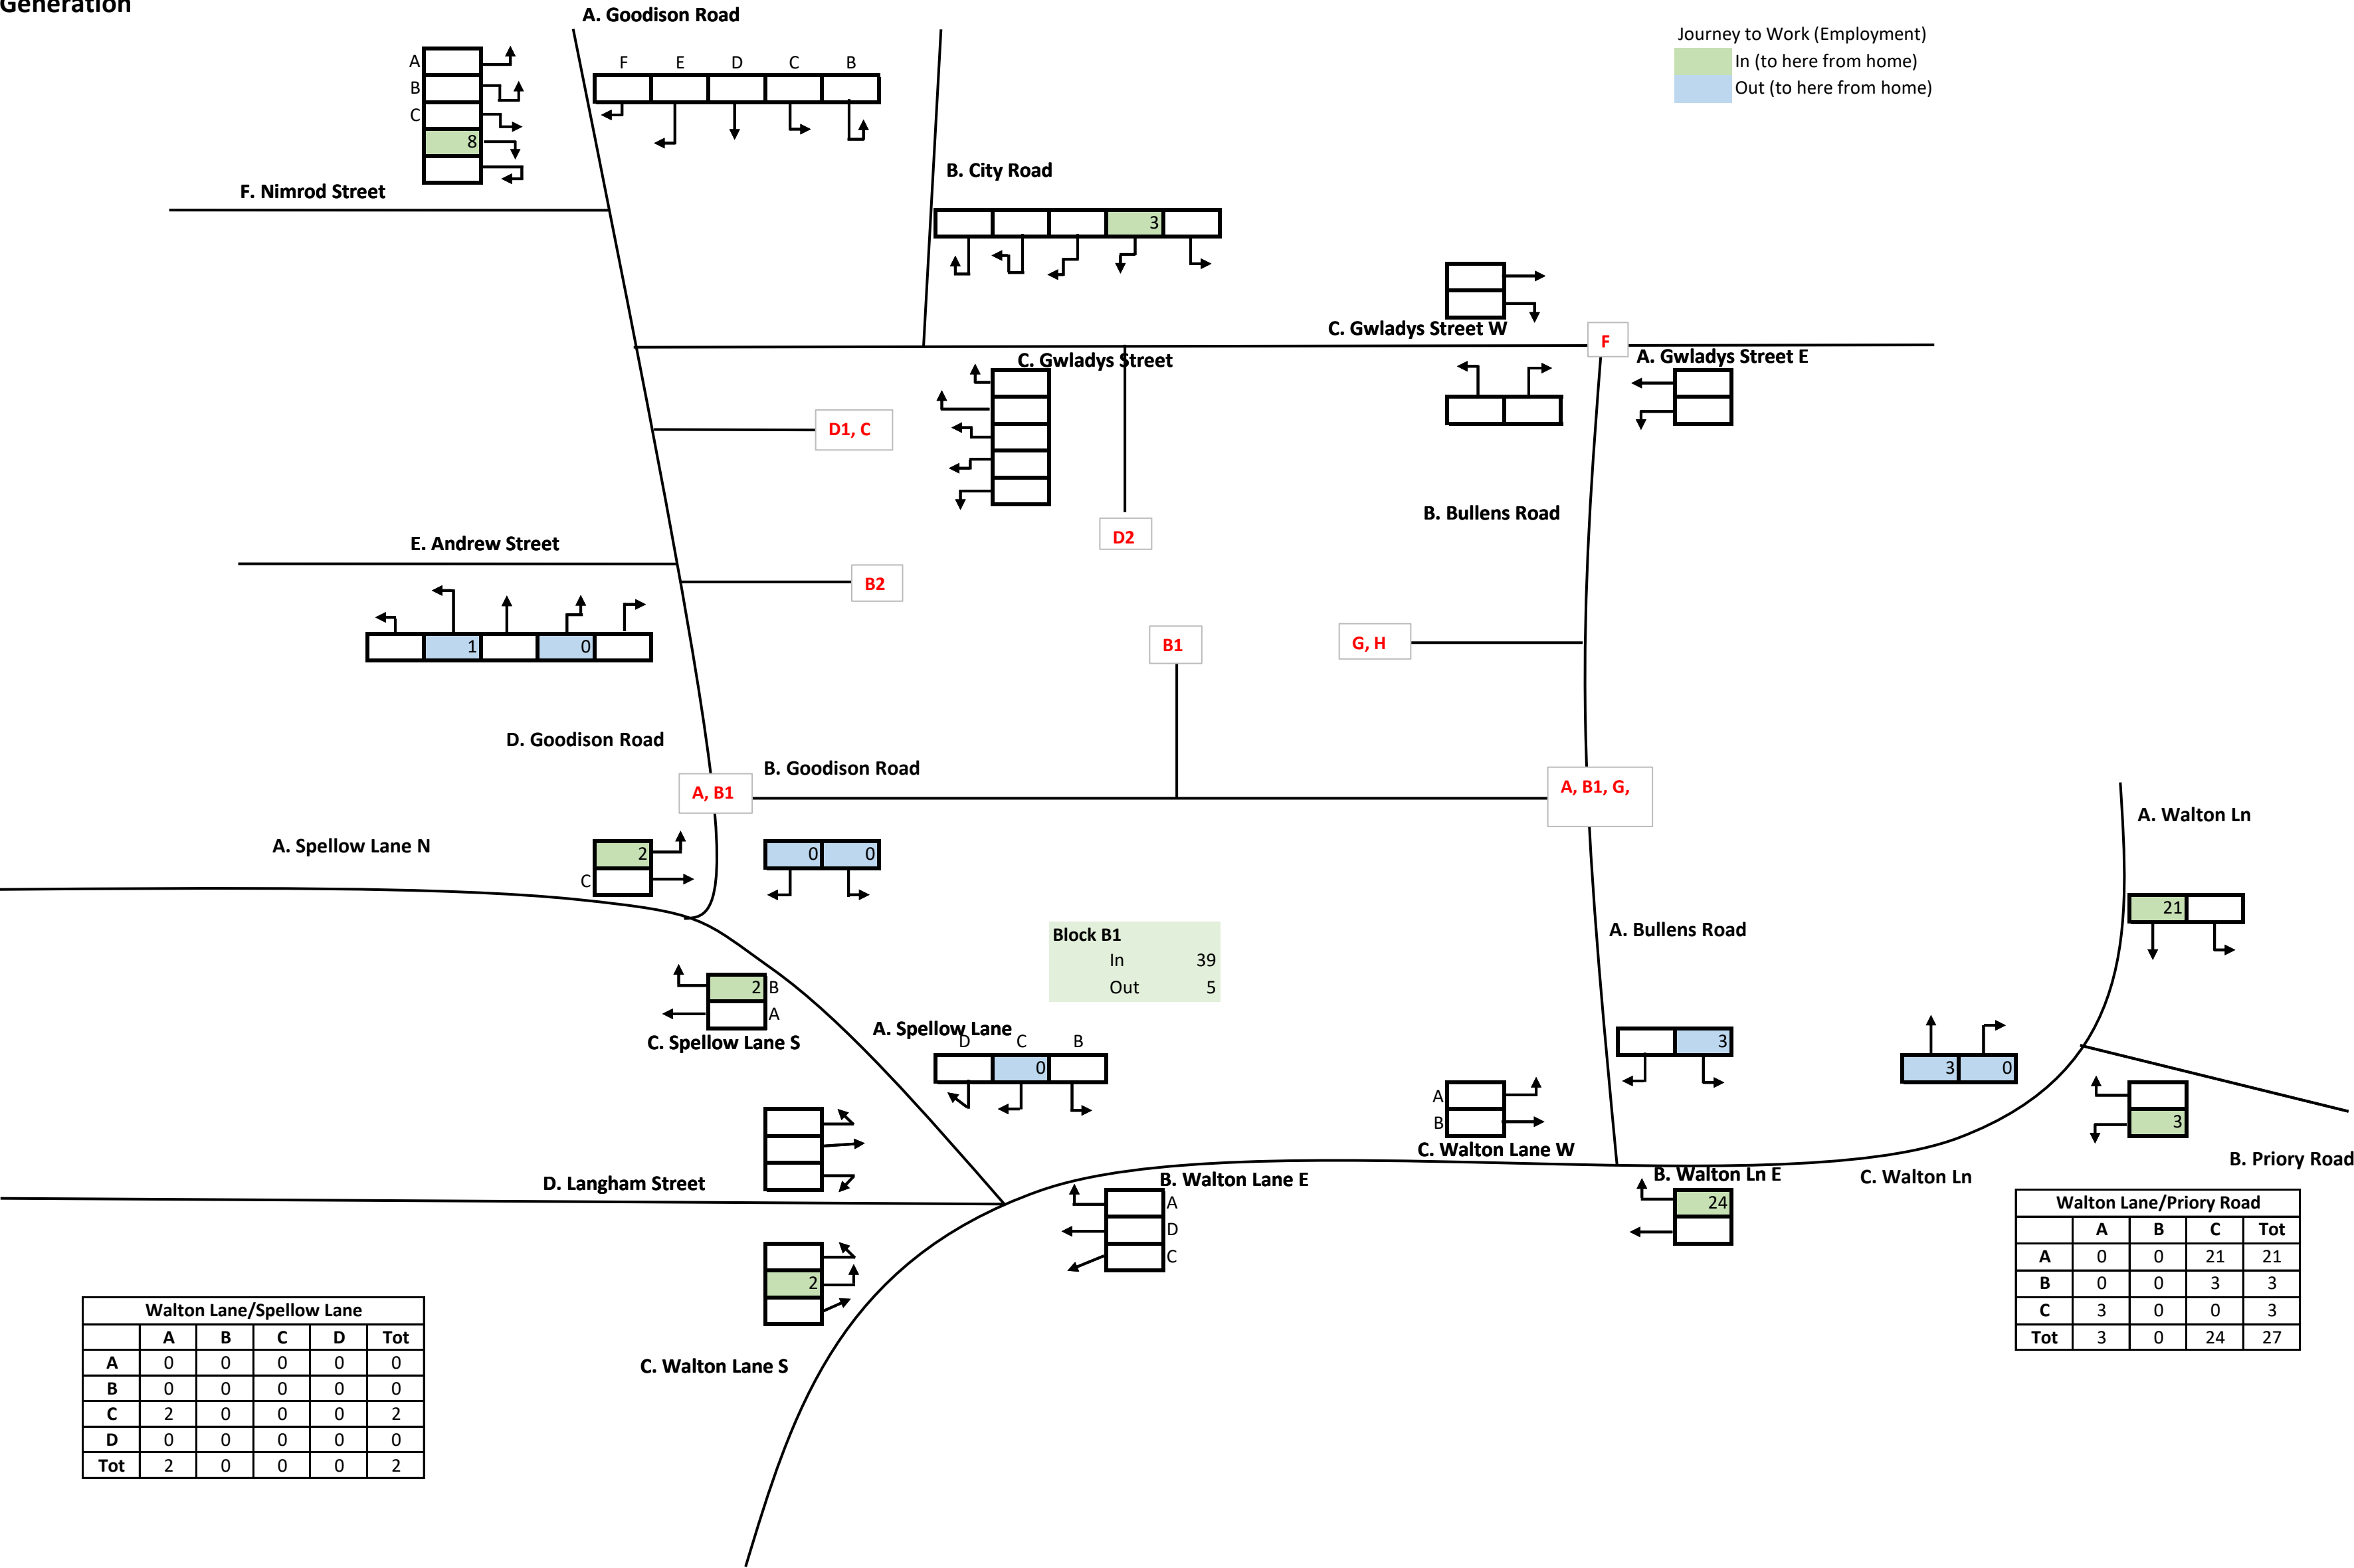 Generation
A. Goodison Road
Journey to Work (Employment)
In (to here from home)
Out (to here from home)
A
B
C
8
F E D C B
F. Nimrod Street
B. City Road
3
C. Gwladys Street W
F
A. Gwladys Street E
C. Gwladys Street
D1, C
B. Bullens Road
D2
E. Andrew Street
B2
1 0
B1
G, H
D. Goodison Road
B. Goodison Road
A, B1
A, B1, G,
A. Walton Ln
A. Spellow Lane N
2
C
0 0
21
A. Bullens Road
Block B1
In 39
Out 5
2 B
A
C. Spellow Lane S
A. Spellow Lane
D C B
0
3
3 0
A
B
C. Walton Lane W
3
B. Priory Road
D. Langham Street
B. Walton Lane E
A
D
C
B. Walton Ln E
24
C. Walton Ln
2
C. Walton Lane S
Walton Lane/Priory Road
A B C Tot
A 0 0 21 21
B 0 0 3 3
C 3 0 0 3
Tot 3 0 24 27
Walton Lane/Spellow Lane
A B C D Tot
A 0 0 0 0 0
B 0 0 0 0 0
C 2 0 0 0 2
D 0 0 0 0 0
Tot 2 0 0 0 2